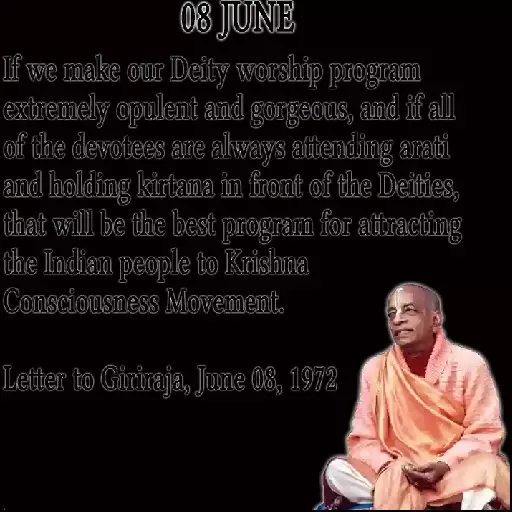 08 JUNE
If we make our Deity worship program
extremely opulent and gorgeous, and if all
of the devotees are always attending arati
and holding kirtana in front of the Deities,
that will be the best program for attracting
the Indian people to Krishna
Consciousness Movement.
Letter to Giriraja, June 08, 1972